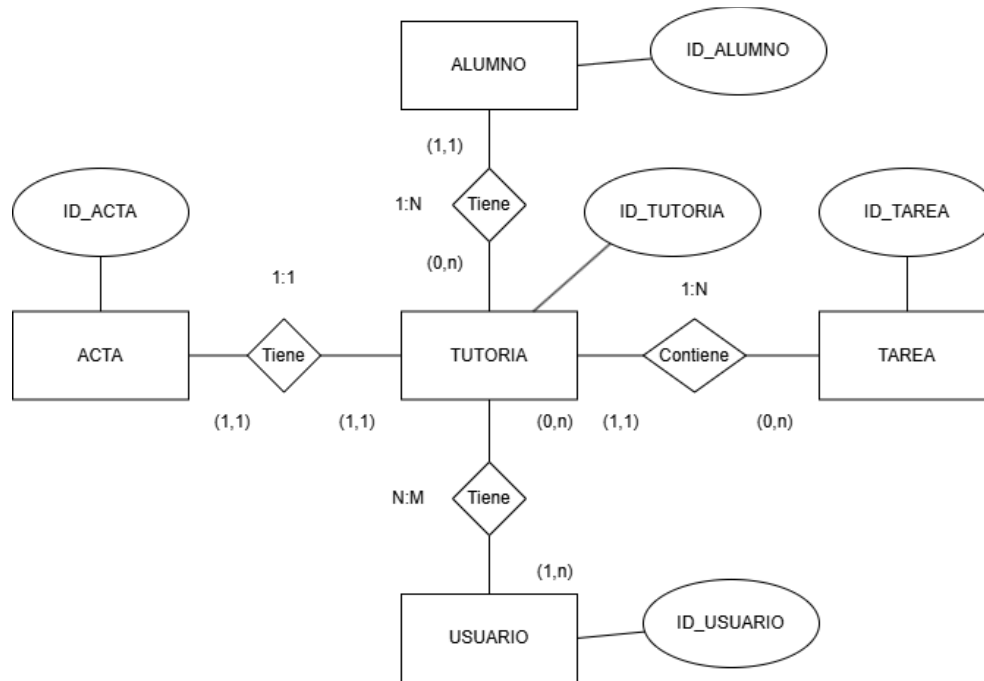 ALUMNO
ID_ALUMNO
(1,1)
ID_ACTA
1:N
Tiene
ID_TUTORIA
ID_TAREA
(0,n)
1:1
1:N
ACTA
Tiene
TUTORIA
Contiene
TAREA
(1,1)
(1,1)
(0,n)
(1,1)
(0,n)
N:M
Tiene
(1,n)
USUARIO
ID_USUARIO